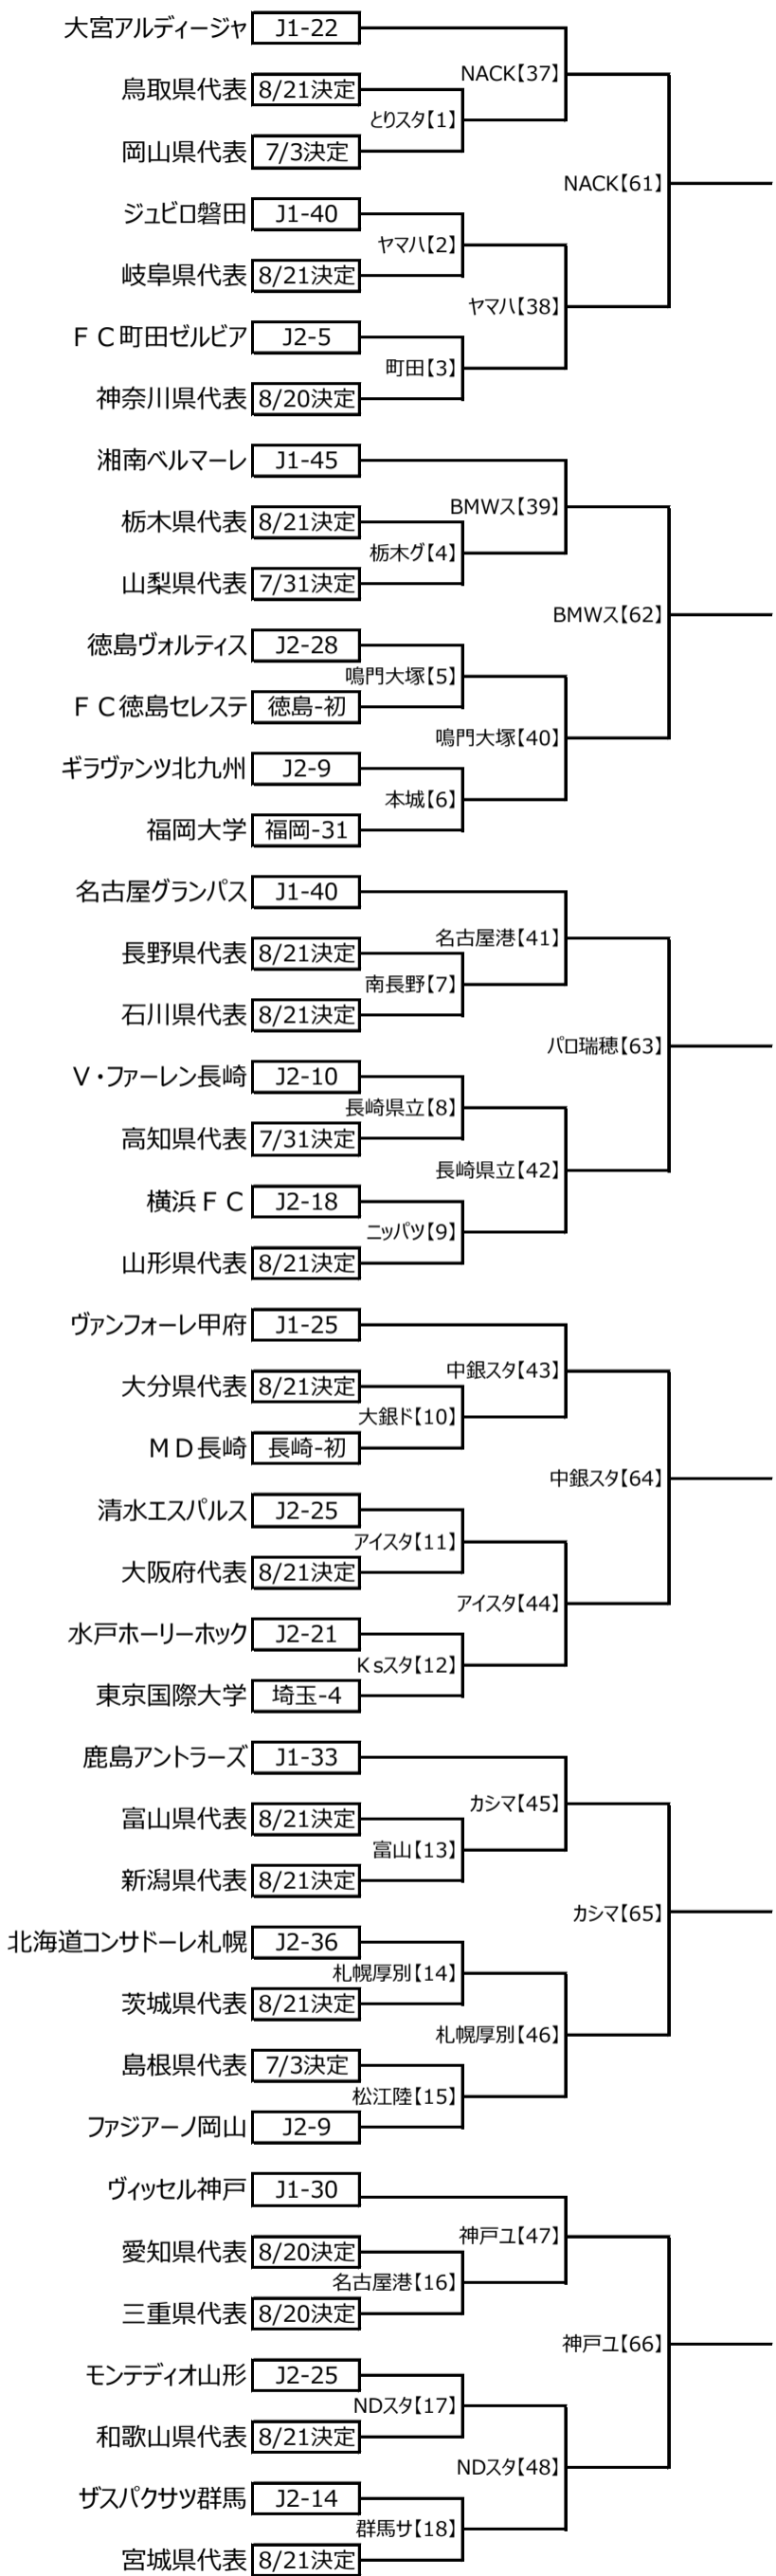 大宮アルディージャ J1-22
NACK【37】
鳥取県代表 8/21決定
とりスタ【1】
岡山県代表 7/3決定
NACK【61】
ジュビロ磐田 J1-40
ヤマハ【2】
岐阜県代表 8/21決定
ヤマハ【38】
ＦＣ町田ゼルビア J2-5
町田【3】
神奈川県代表 8/20決定
湘南ベルマーレ J1-45
BMWス【39】
栃木県代表 8/21決定
栃木グ【4】
山梨県代表 7/31決定
BMWス【62】
徳島ヴォルティス J2-28
鳴門大塚【5】
ＦＣ徳島セレステ 徳島-初
鳴門大塚【40】
ギラヴァンツ北九州 J2-9
本城【6】
福岡大学 福岡-31
名古屋グランパス J1-40
名古屋港【41】
長野県代表 8/21決定
南長野【7】
石川県代表 8/21決定
パロ瑞穂【63】
Ｖ・ファーレン長崎 J2-10
長崎県立【8】
高知県代表 7/31決定
長崎県立【42】
横浜ＦＣ J2-18
ニッパツ【9】
山形県代表 8/21決定
ヴァンフォーレ甲府 J1-25
中銀スタ【43】
大分県代表 8/21決定
大銀ド【10】
ＭＤ長崎 長崎-初
中銀スタ【64】
清水エスパルス J2-25
アイスタ【11】
大阪府代表 8/21決定
アイスタ【44】
水戸ホーリーホック J2-21
Ｋsスタ【12】
東京国際大学 埼玉-4
鹿島アントラーズ J1-33
カシマ【45】
富山県代表 8/21決定
富山【13】
新潟県代表 8/21決定
カシマ【65】
北海道コンサドーレ札幌 J2-36
札幌厚別【14】
茨城県代表 8/21決定
札幌厚別【46】
島根県代表 7/3決定
松江陸【15】
ファジアーノ岡山 J2-9
ヴィッセル神戸 J1-30
神戸ユ【47】
愛知県代表 8/20決定
名古屋港【16】
三重県代表 8/20決定
神戸ユ【66】
モンテディオ山形 J2-25
NDスタ【17】
和歌山県代表 8/21決定
NDスタ【48】
ザスパクサツ群馬 J2-14
群馬サ【18】
宮城県代表 8/21決定